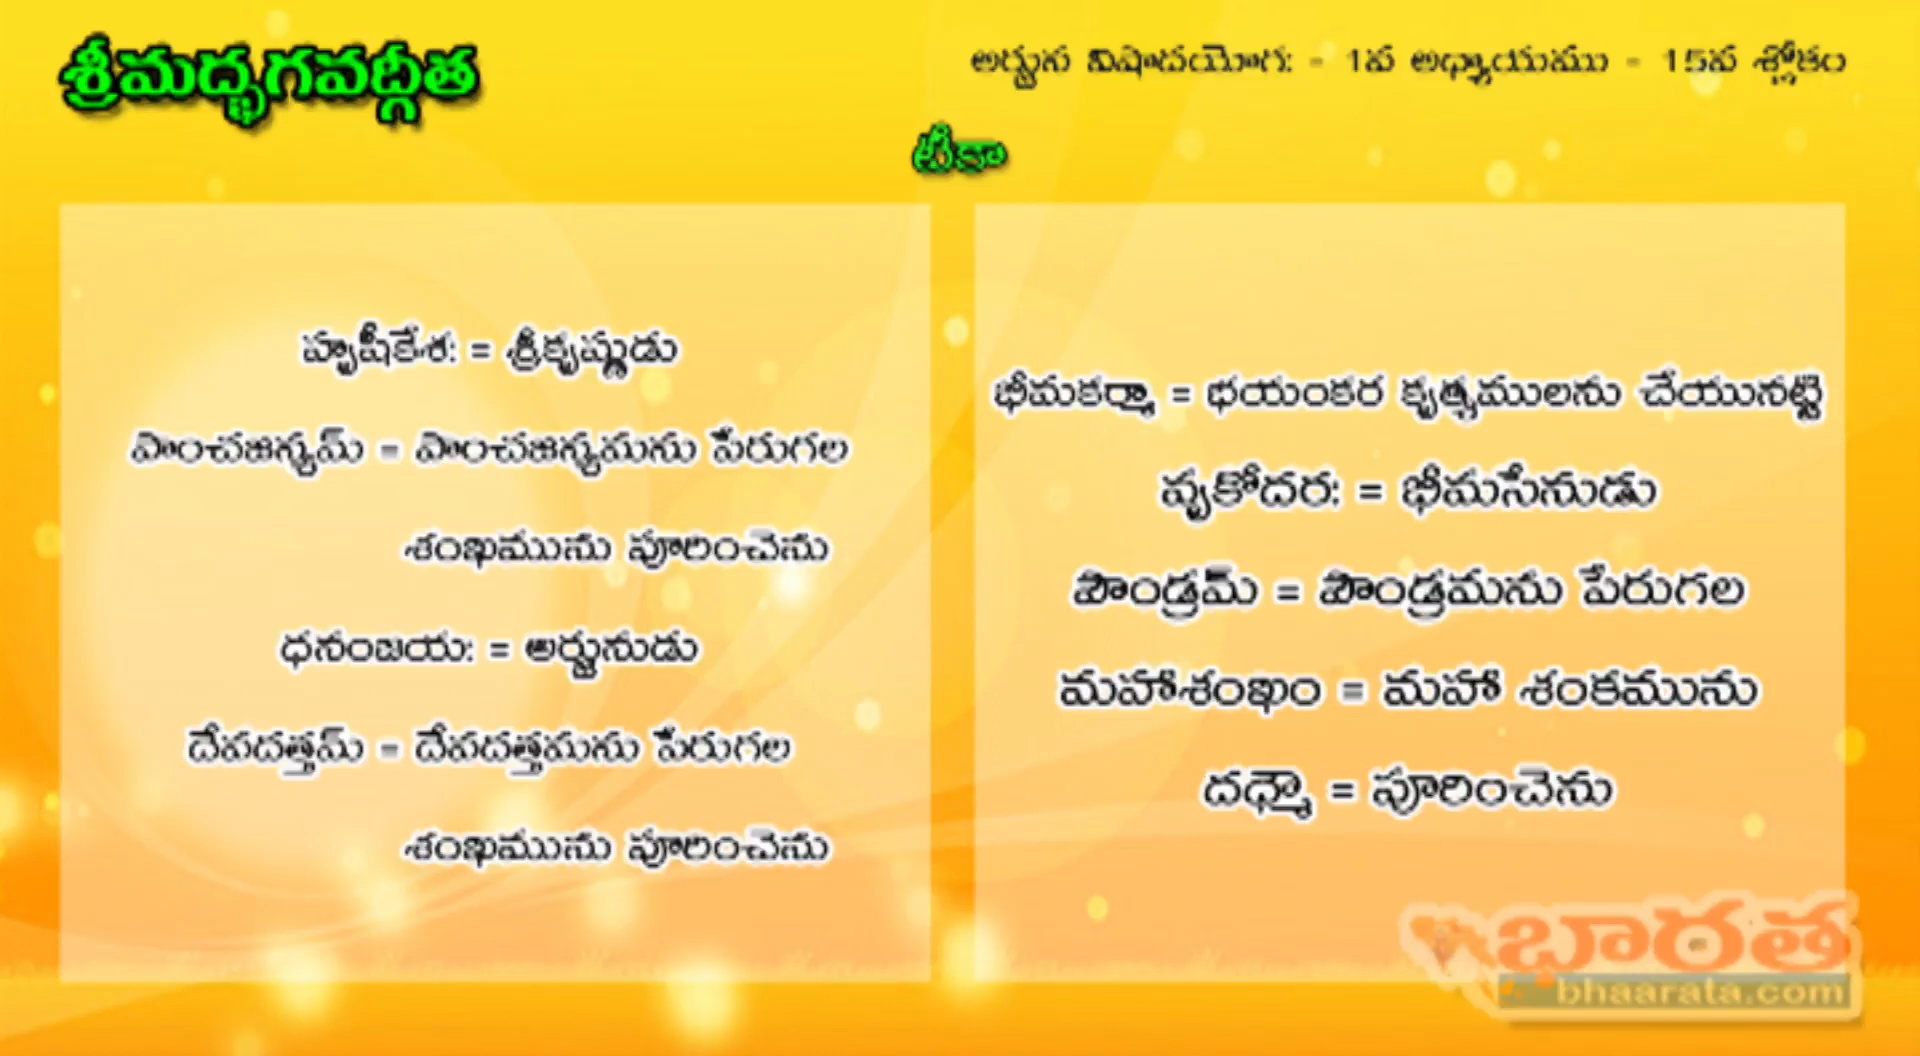 శ్రీమద్భగవద్గీత
అర్జున విషాదయోగ: - 1వ అధ్యాయము - 15వ శ్లోకం
టీకా
హృషీకేశ: = శ్రీకృష్ణుడు
పాంచజన్యమ్ = పాంచజన్యమను పేరుగల
శంఖమును పూరించెను
ధనంజయ: = అర్జునుడు
దేవదత్తమ్ = దేవదత్తమను పేరుగల
శంఖమును పూరించెను
భీమకర్మా = భయంకర కృత్యములను చేయునట్టి
వృకోదర: = భీమసేనుడు
పౌండ్రమ్ = పౌండ్రమను పేరుగల
మహాశంఖం = మహా శంకమును
దధ్మౌ = పూరించెను
భారత
bhaarata.com